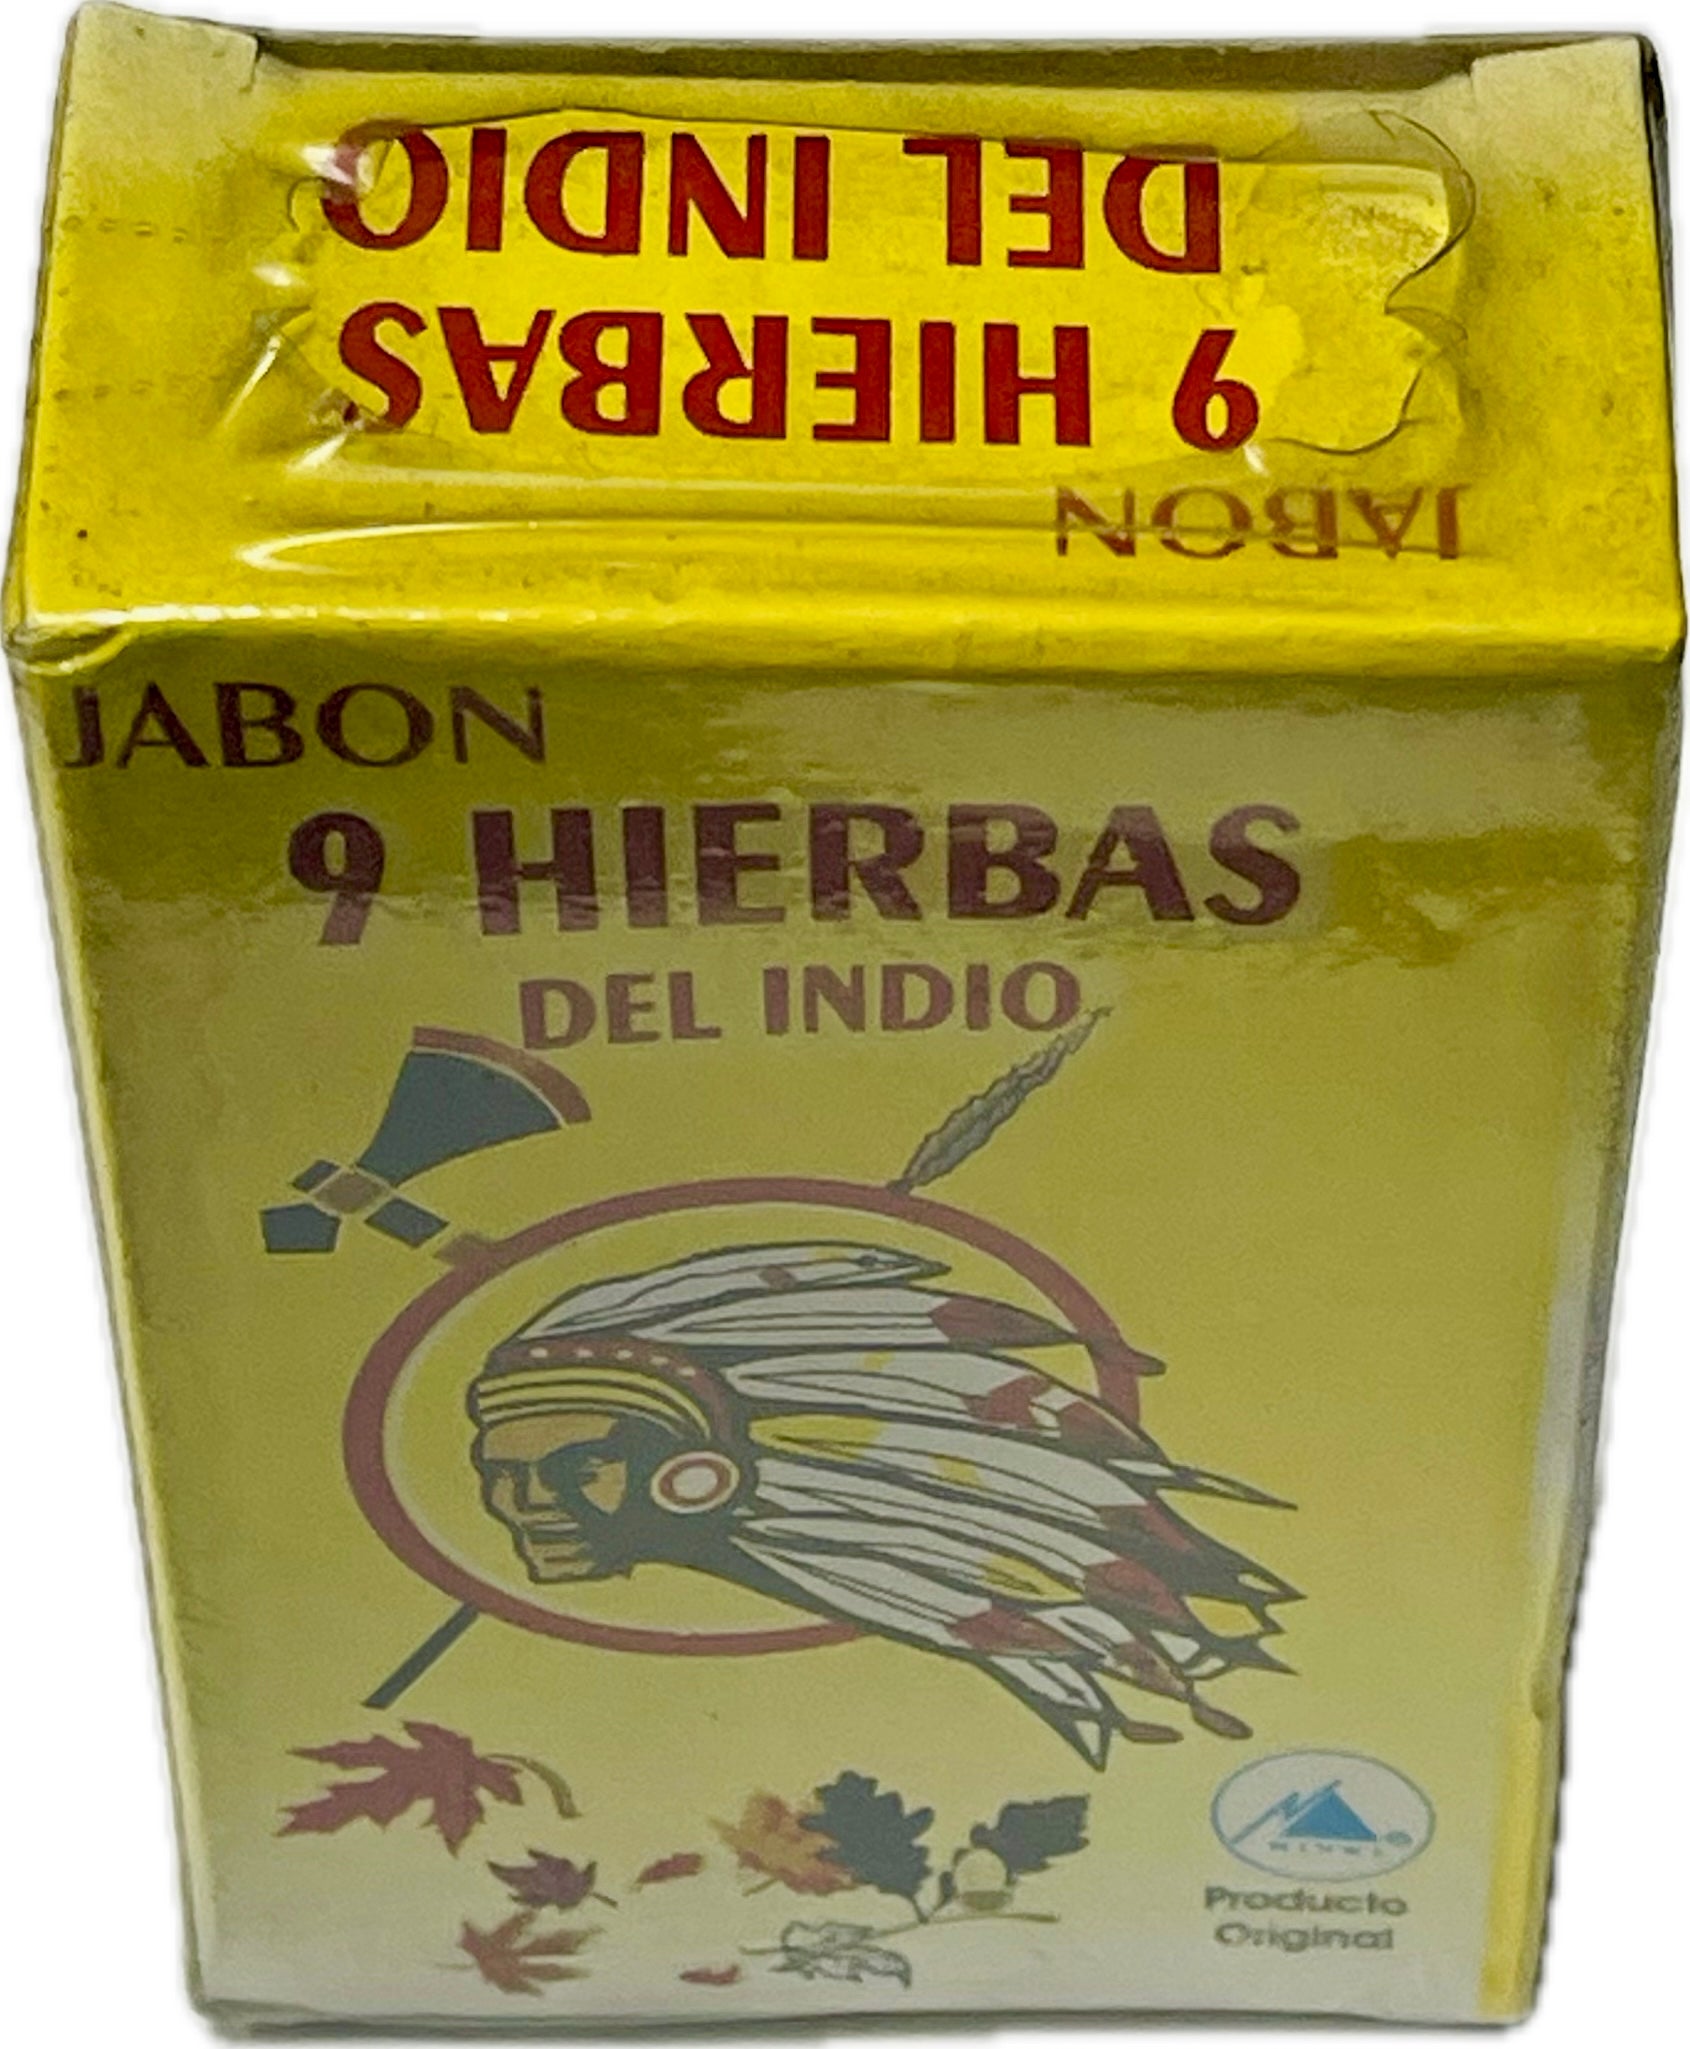 JABON
9 HIERBAS
DEL INDIO
JABON
9 HIERBAS
DEL INDIO
Producto
Original